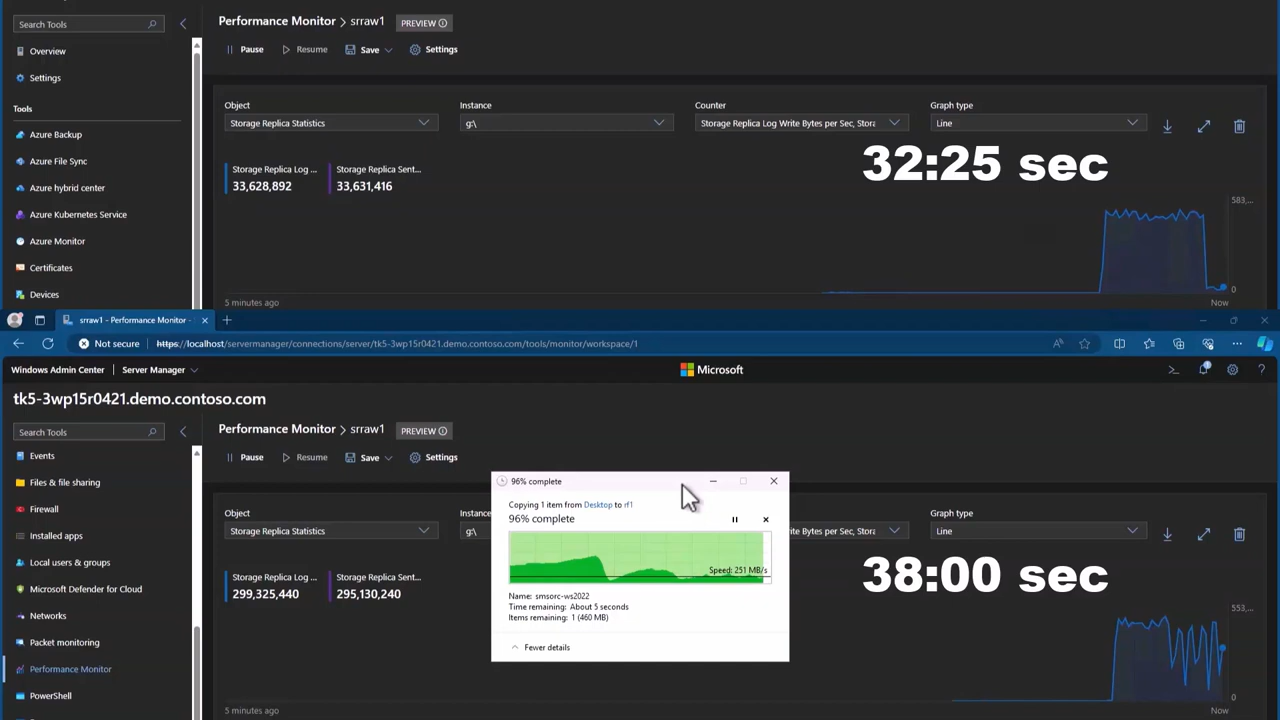 Search Tools
Performance Monitor > srraw1 PREVIEW
Overview
Pause Resume Save Settings
Settings
Tools
Object Instance Counter Graph type
Storage Replica Statistics g:\ Storage Replica Log Write Bytes per Sec, Stora Line
Azure Backup
Azure File Sync
32:25 sec
Storage Replica Log ... Storage Replica Sent...
33,628,892 33,631,416
Azure hybrid center
583,...
Azure Kubernetes Service
Azure Monitor
Certificates
Devices
0
5 minutes ago Now
srraw1 - Performance Monitor -
Not secure https://localhost/servermanager/connections/server/tk5-3wp15r0421.demo.contoso.com/tools/monitor/workspace/1
Windows Admin Center Server Manager Microsoft
tk5-3wp15r0421.demo.contoso.com
Search Tools
Performance Monitor > srraw1 PREVIEW
Events
Pause Resume Save Settings
Files & file sharing
Firewall
Installed apps
Local users & groups
Microsoft Defender for Cloud
Networks
Packet monitoring
Performance Monitor
PowerShell
Object Instance Graph type
Storage Replica Statistics g:\ Write Bytes per Sec, Stora Line
38:00 sec
Storage Replica Log ... Storage Replica Sent...
299,325,440 295,130,240
553,...
0
5 minutes ago Now
96% complete
Copying 1 item from Desktop to rf1
96% complete
Speed: 251 MB/s
Name: smsorc-ws2022
Time remaining: About 5 seconds
Items remaining: 1 (460 MB)
Fewer details